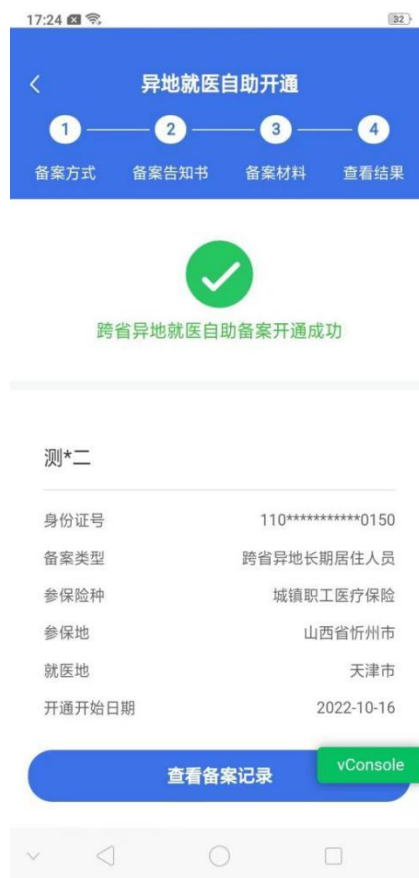 17:24
32
异地就医自助开通
1 2 3 4
备案方式 备案告知书 备案材料 查看结果
跨省异地就医自助备案开通成功
测*二
身份证号 110***********0150
备案类型 跨省异地长期居住人员
参保险种 城镇职工医疗保险
参保地 山西省忻州市
就医地 天津市
开通开始日期 2022-10-16
查看备案记录
vConsole